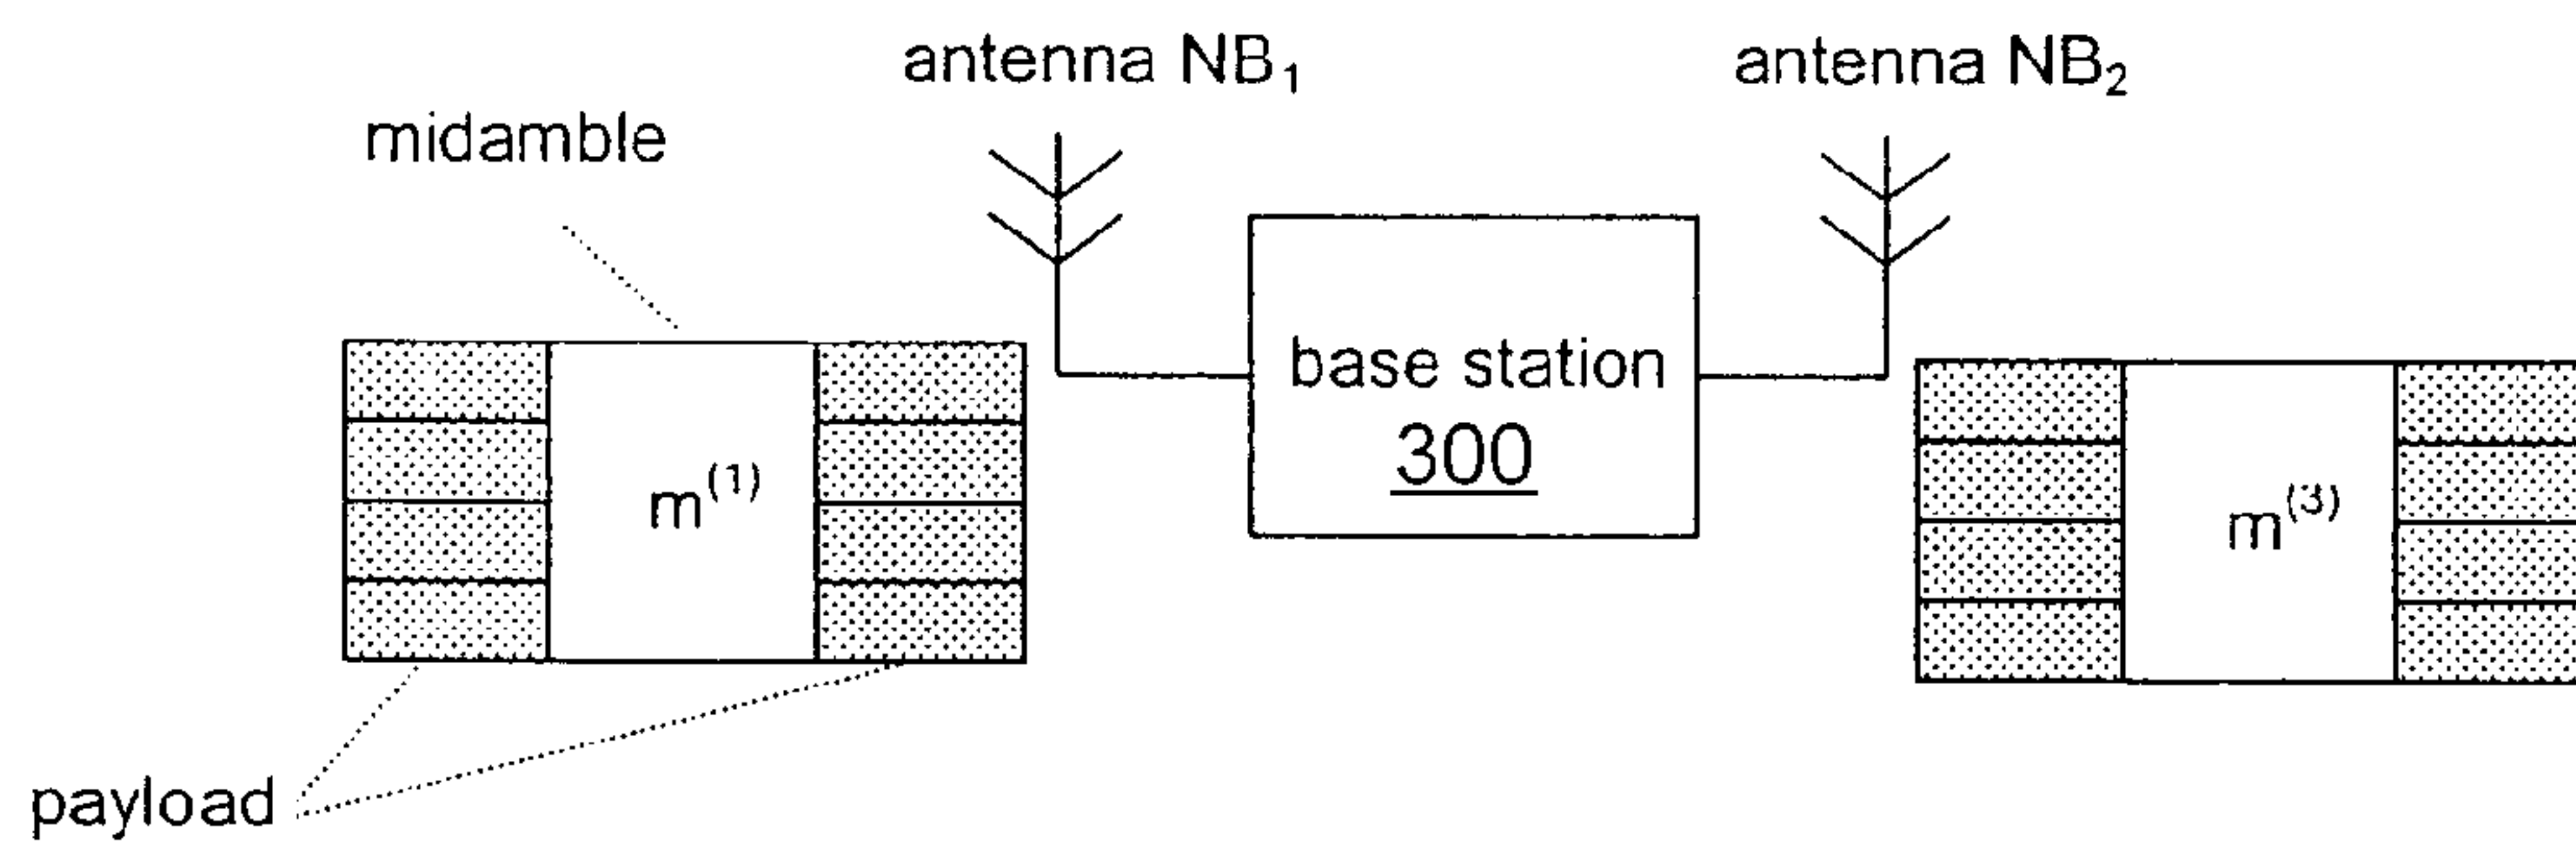 antenna NB₁
antenna NB₂
midamble
base station
300
m⁽¹⁾
m⁽³⁾
payload